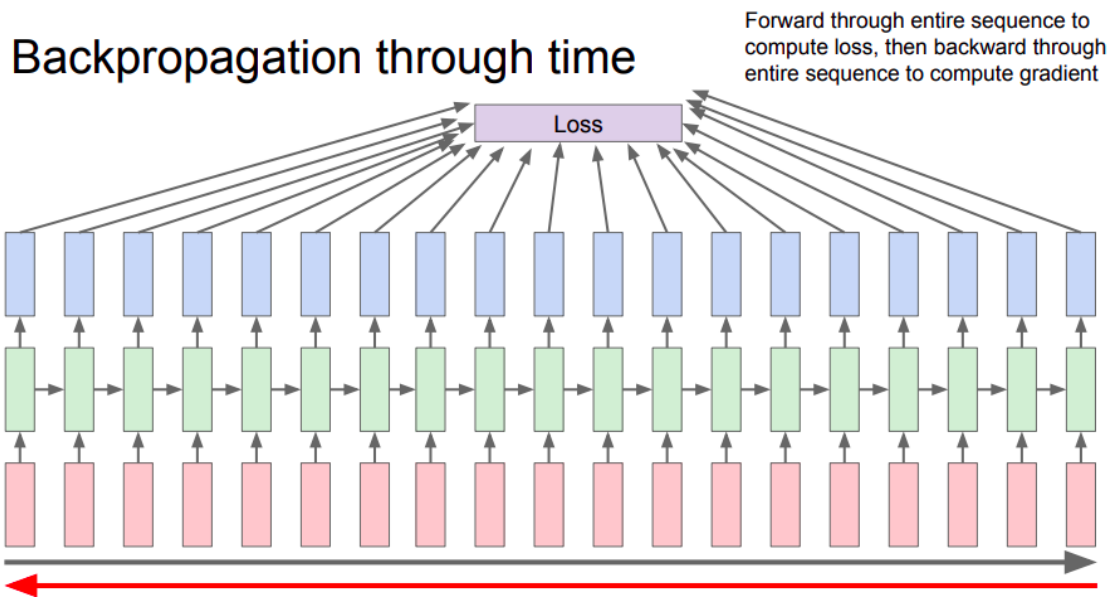 Backpropagation through time
Forward through entire sequence to
compute loss, then backward through
entire sequence to compute gradient
Loss